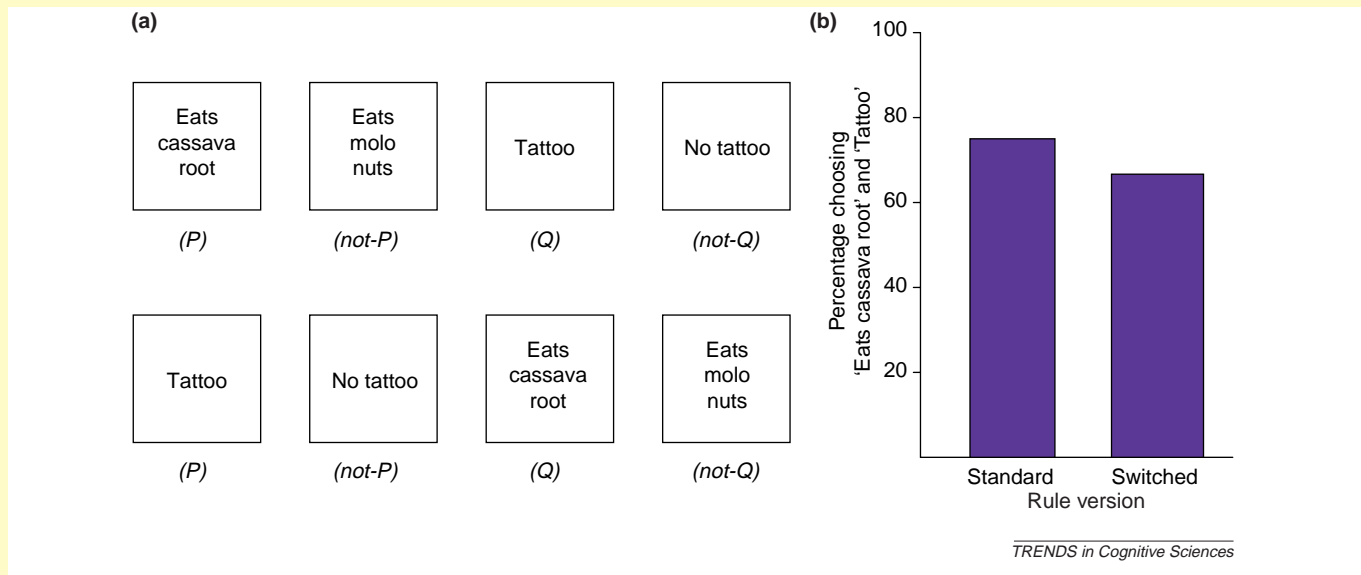 (a)
Eats
cassava
root
(P)
Eats
molo
nuts
(not-P)
Tattoo
(Q)
No tattoo
(not-Q)
Tattoo
(P)
No tattoo
(not-P)
Eats
cassava
root
(Q)
Eats
molo
nuts
(not-Q)
(b)
Percentage choosing
‘Eats cassava root’ and ‘Tattoo’
100
80
60
40
20
Standard
Switched
Rule version
TRENDS in Cognitive Sciences